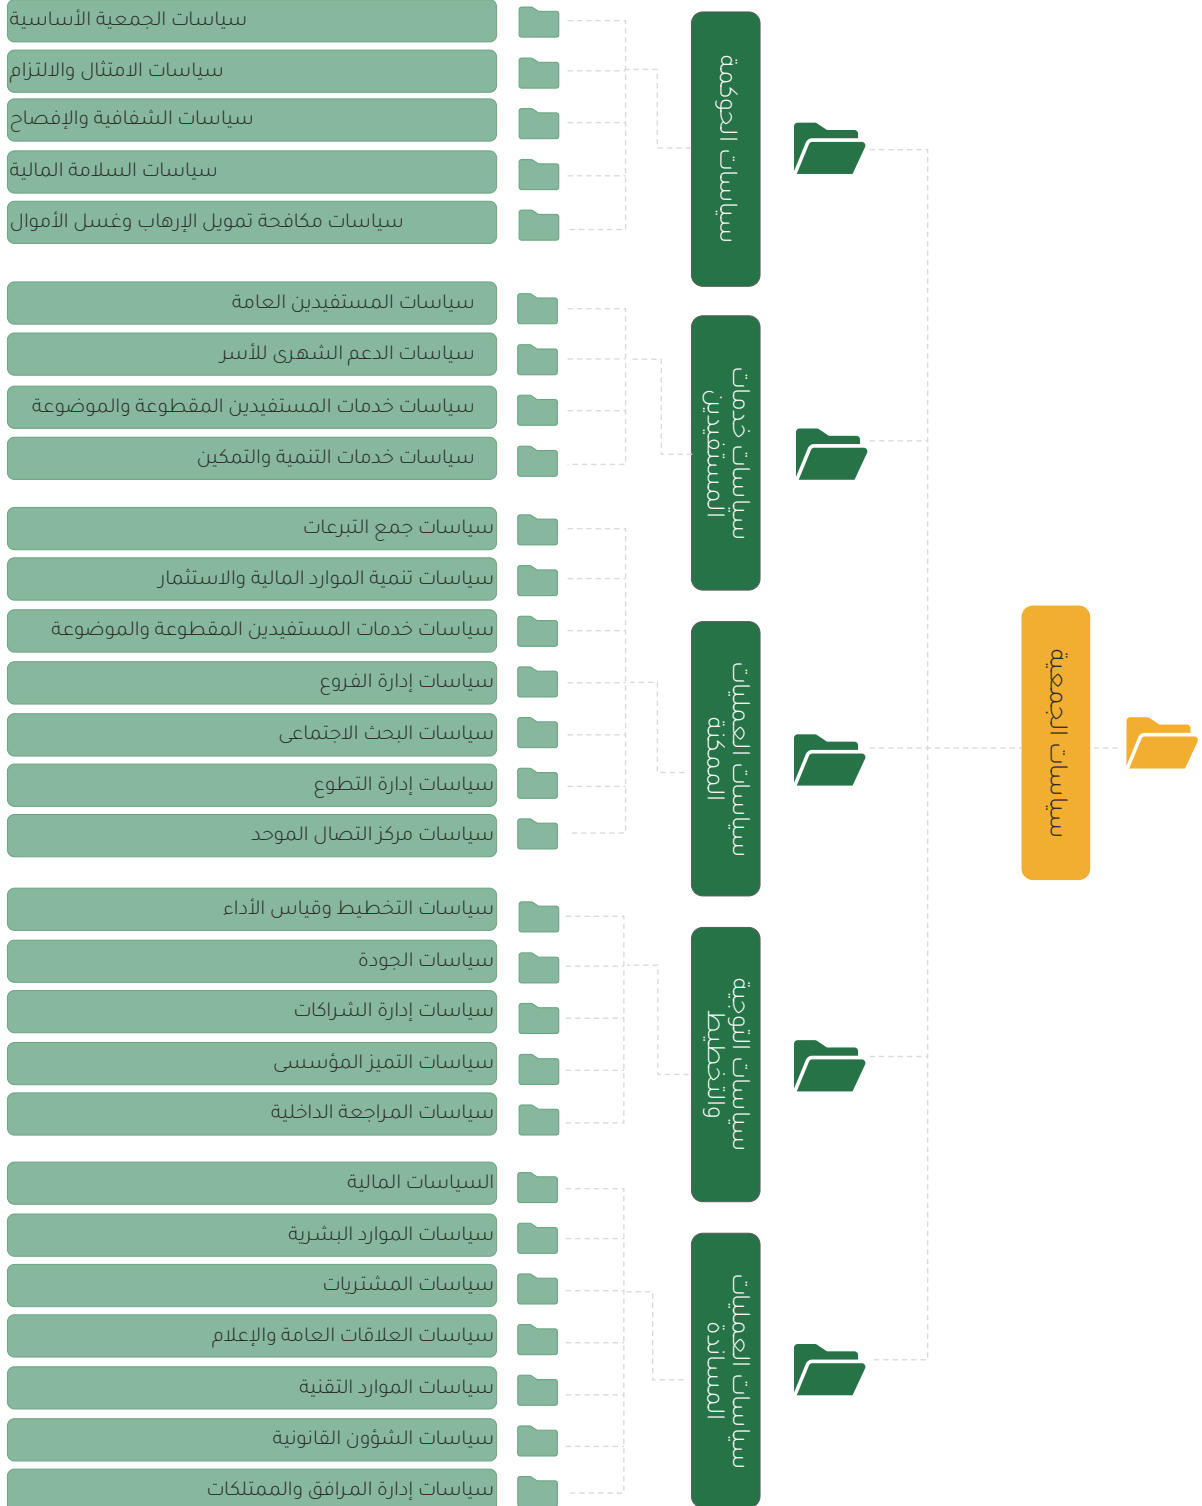 سياسات الجمعية
سياسات الحوكمة
سياسات الجمعية الأساسية
سياسات الامتثال والالتزام
سياسات الشفافية والإفصاح
سياسات السلامة المالية
سياسات مكافحة تمويل الإرهاب وغسل الأموال
سياسات خدمات
المستفيدين
سياسات المستفيدين العامة
سياسات الدعم الشهرى للأسر
سياسات خدمات المستفيدين المقطوعة والموضوعة
سياسات خدمات التنمية والتمكين
سياسات العمليات
الممكنة
سياسات جمع التبرعات
سياسات تنمية الموارد المالية والاستثمار
سياسات خدمات المستفيدين المقطوعة والموضوعة
سياسات إدارة الفروع
سياسات البحث الاجتماعى
سياسات إدارة التطوع
سياسات مركز التصال الموحد
سياسات التوجية
والتخطيط
سياسات التخطيط وقياس الأداء
سياسات الجودة
سياسات إدارة الشراكات
سياسات التميز المؤسسى
سياسات المراجعة الداخلية
سياسات العمليات
المساندة
السياسات المالية
سياسات الموارد البشرية
سياسات المشتريات
سياسات العلاقات العامة والإعلام
سياسات الموارد التقنية
سياسات الشؤون القانونية
سياسات إدارة المرافق والممتلكات